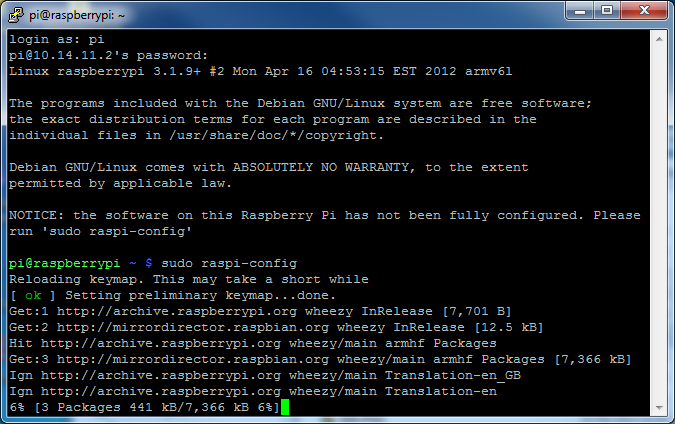 pi@raspberrypi: ~
login as: pi
pi@10.14.11.2's password:
Linux raspberrypi 3.1.9+ #2 Mon Apr 16 04:53:15 EST 2012 armv6l
The programs included with the Debian GNU/Linux system are free software;
the exact distribution terms for each program are described in the
individual files in /usr/share/doc/*/copyright.
Debian GNU/Linux comes with ABSOLUTELY NO WARRANTY, to the extent
permitted by applicable law.
NOTICE: the software on this Raspberry Pi has not been fully configured. Please
run 'sudo raspi-config'
pi@raspberrypi ~ $ sudo raspi-config
Reloading keymap. This may take a short while
[ ok ] Setting preliminary keymap...done.
Get:1 http://archive.raspberrypi.org wheezy InRelease [7,701 B]
Get:2 http://mirrordirector.raspbian.org wheezy InRelease [12.5 kB]
Hit http://archive.raspberrypi.org wheezy/main armhf Packages
Get:3 http://mirrordirector.raspbian.org wheezy/main armhf Packages [7,366 kB]
Ign http://archive.raspberrypi.org wheezy/main Translation-en_GB
Ign http://archive.raspberrypi.org wheezy/main Translation-en
6% [3 Packages 441 kB/7,366 kB 6%]